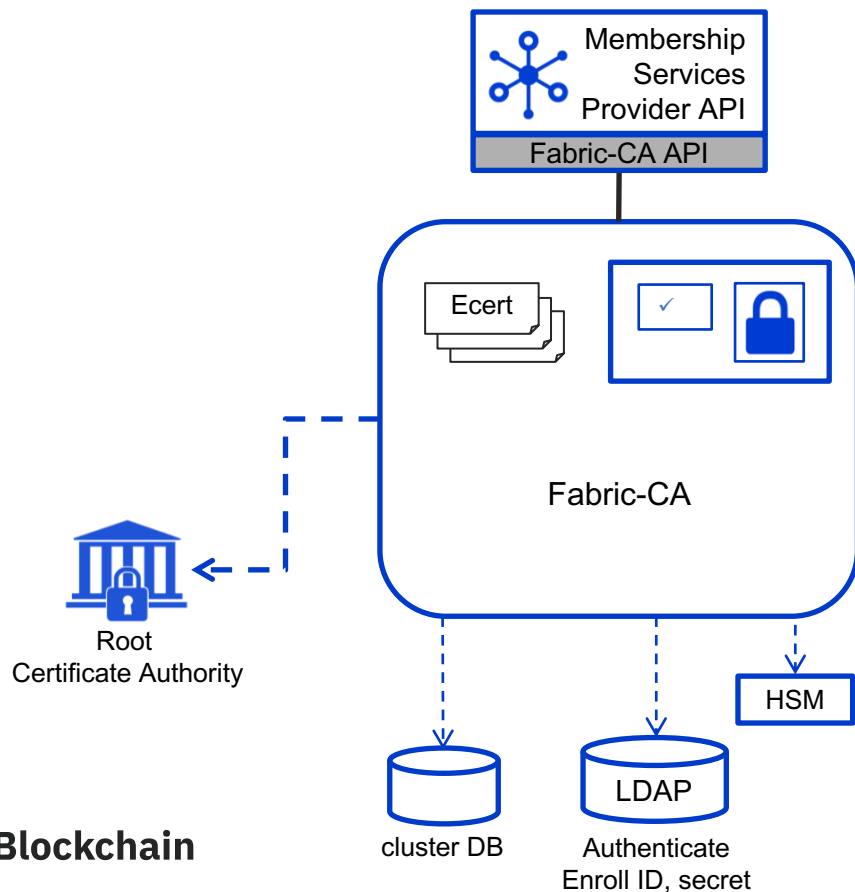 Membership
Services
Provider API
Fabric-CA API
Ecert
✓
Fabric-CA
Root
Certificate Authority
HSM
LDAP
cluster DB
Authenticate
Enroll ID, secret
Blockchain